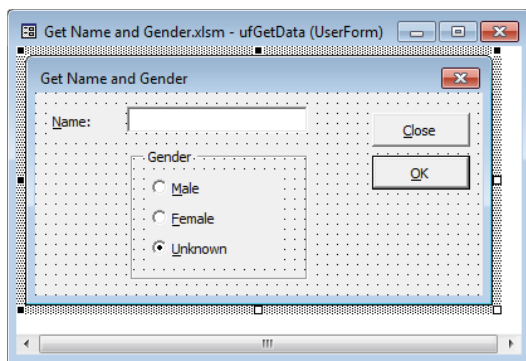 Get Name and Gender.xlsm - ufGetData (UserForm)
Get Name and Gender
Name:
Close
Gender
OK
Male
Female
Unknown